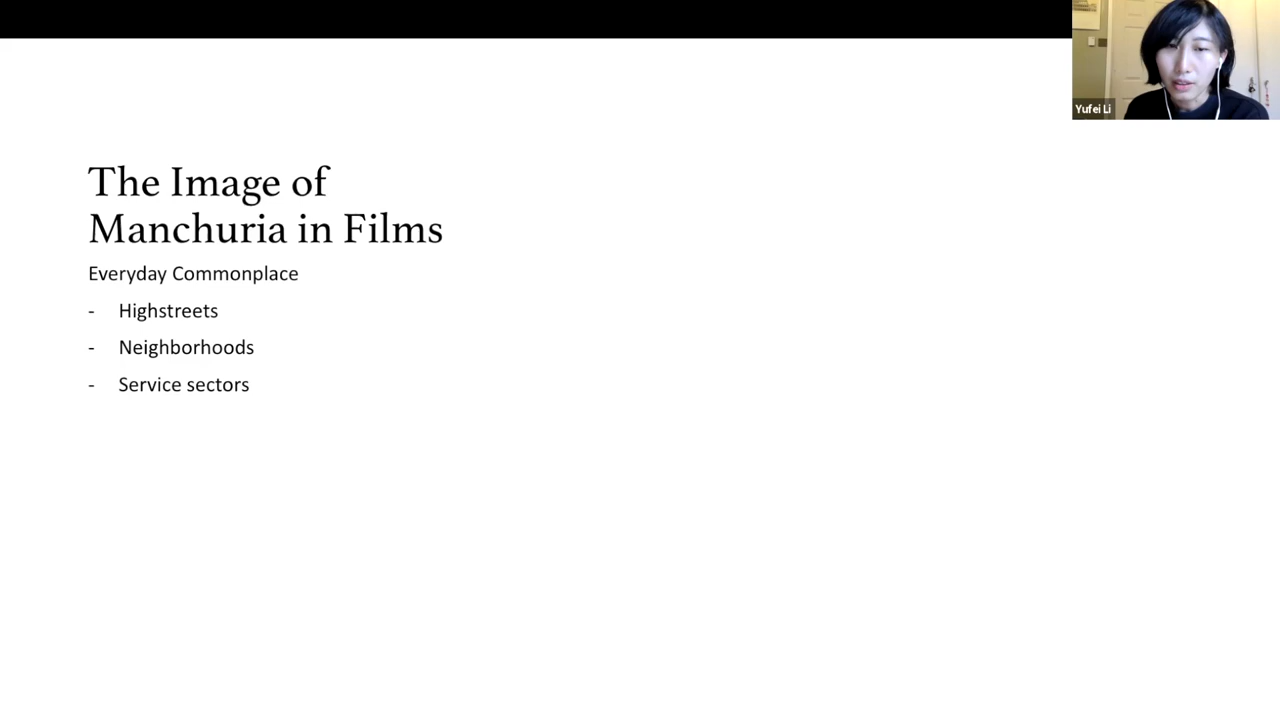 The Image of
Manchuria in Films
Everyday Commonplace
- Highstreets
- Neighborhoods
- Service sectors
Yufei Li